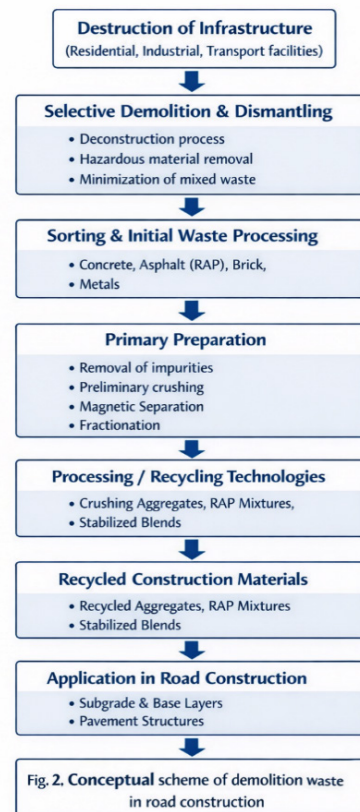 Destruction of Infrastructure
(Residential, Industrial, Transport facilities)
Selective Demolition & Dismantling
• Deconstruction process
• Hazardous material removal
• Minimization of mixed waste
Sorting & Initial Waste Processing
• Concrete, Asphalt (RAP), Brick,
• Metals
Primary Preparation
• Removal of impurities
• Preliminary crushing
• Magnetic Separation
• Fractionation
Processing / Recycling Technologies
• Crushing Aggregates, RAP Mixtures,
• Stabilized Blends
Recycled Construction Materials
• Recycled Aggregates, RAP Mixtures
• Stabilized Blends
Application in Road Construction
• Subgrade & Base Layers
• Pavement Structures
Fig. 2. Conceptual scheme of demolition waste
in road construction